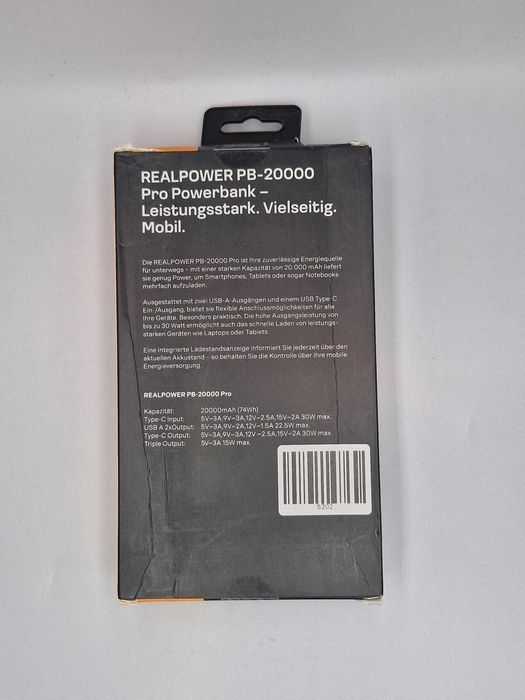 REALPOWER PB-20000
Pro Powerbank –
Leistungsstark. Vielseitig.
Mobil.
Die REALPOWER PB-20000 Pro ist Ihre zuverlässige Energiequelle
für unterwegs – mit einer starken Kapazität von 20.000 mAh liefert
sie genug Power, um Smartphones, Tablets oder sogar Notebooks
mehrfach aufzuladen.
Ausgestattet mit zwei USB-A-Ausgängen und einem USB Type-C
Ein-/Ausgang, bietet sie flexible Anschlussmöglichkeiten für all
Ihre Geräte. Besonders praktisch: Die hohe Ausgangsleistung von
bis zu 30 Watt ermöglicht auch das schnelle Laden von leistungs-
starken Geräten wie Laptops oder Tablets.
Eine integrierte Ladestandsanzeige informiert Sie jederzeit über den
aktuellen Akkustand – so behalten Sie die Kontrolle über Ihre mobile
Energieversorgung.
REALPOWER PB-20000 Pro
Kapazität: 20000mAh (74Wh)
Type-C Input: 5V⎓3A,9V⎓3A,12V⎓2.5A,15V⎓2A 30W max.
USB A 2xOutput: 5V⎓3A,9V⎓2A,12V⎓1.5A 22.5W max.
Type-C Output: 5V⎓3A,9V⎓3A,12V⎓2.5A,15V⎓2A 30W max.
Triple Output: 5V⎓3A 15W max.
S202